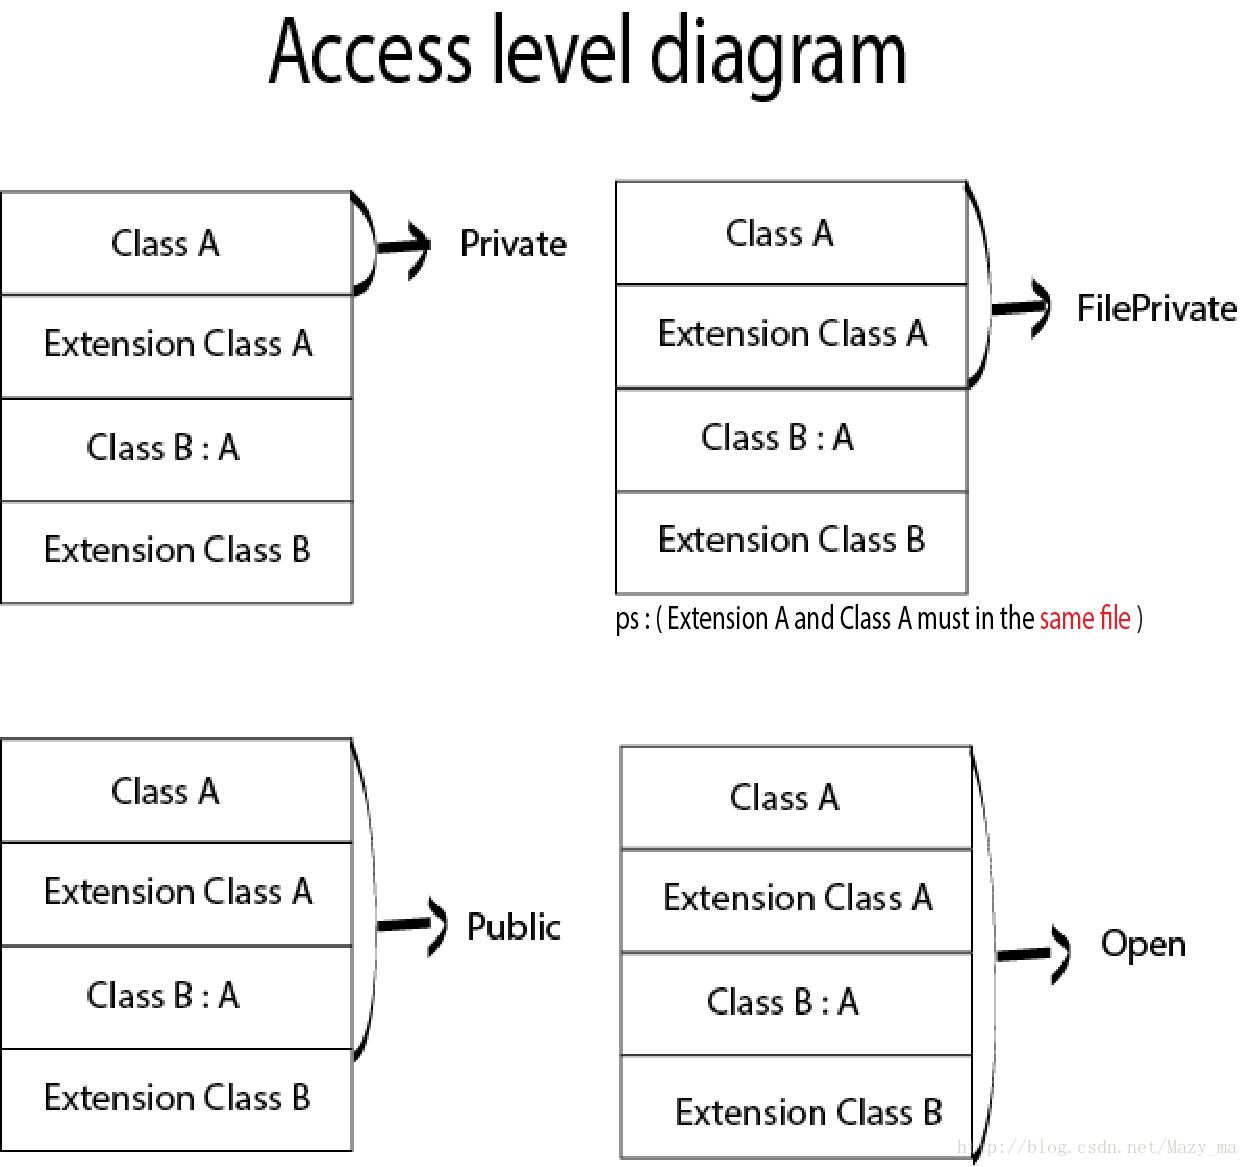 Access level diagram
Class A
Private
Extension Class A
Class B : A
Extension Class B
Class A
FilePrivate
Extension Class A
Class B : A
Extension Class B
ps : ( Extension A and Class A must in the same file )
Class A
Extension Class A
Public
Class B : A
Extension Class B
Class A
Extension Class A
Open
Class B : A
Extension Class B
http://blog.csdn.net/Mazy_ma